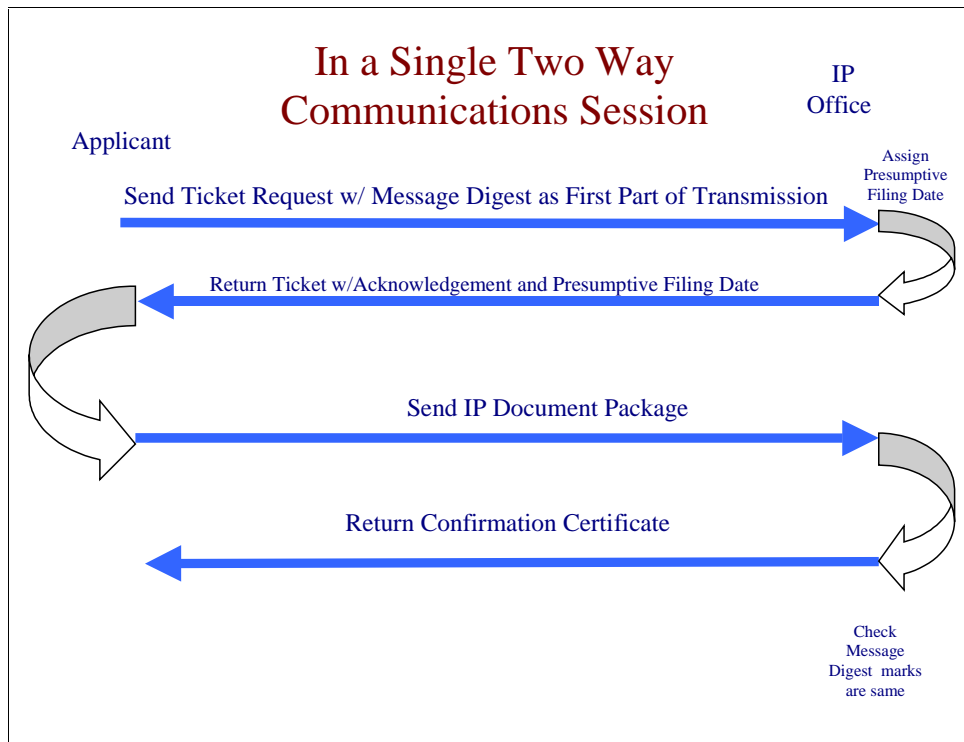 In a Single Two Way
Communications Session
IP
Office
Applicant
Assign
Presumptive
Filing Date
Send Ticket Request w/ Message Digest as First Part of Transmission
Return Ticket w/Acknowledgement and Presumptive Filing Date
Send IP Document Package
Return Confirmation Certificate
Check
Message
Digest marks
are same